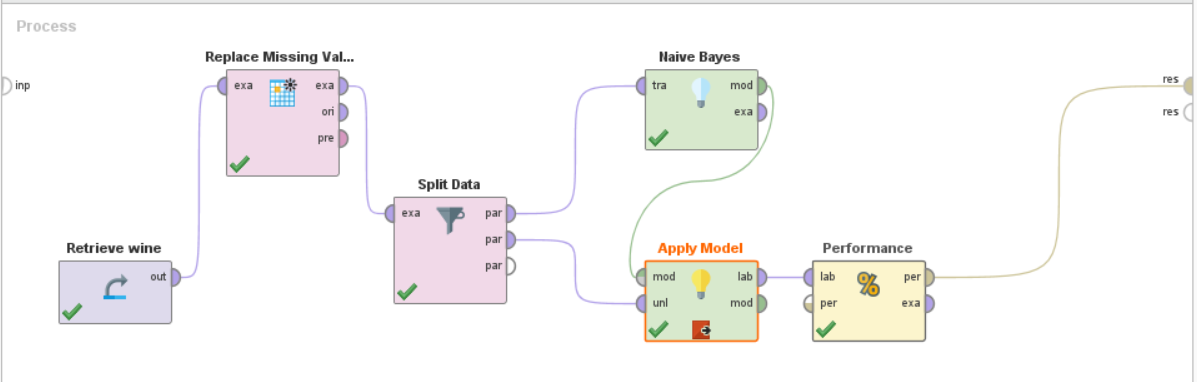 Process
inp
Replace Missing Val...
exa
exa
ori
pre
Retrieve wine
out
Split Data
exa
par
par
par
Naive Bayes
tra
mod
exa
Apply Model
mod
lab
unl
mod
Performance
lab
per
per
exa
%
res
res